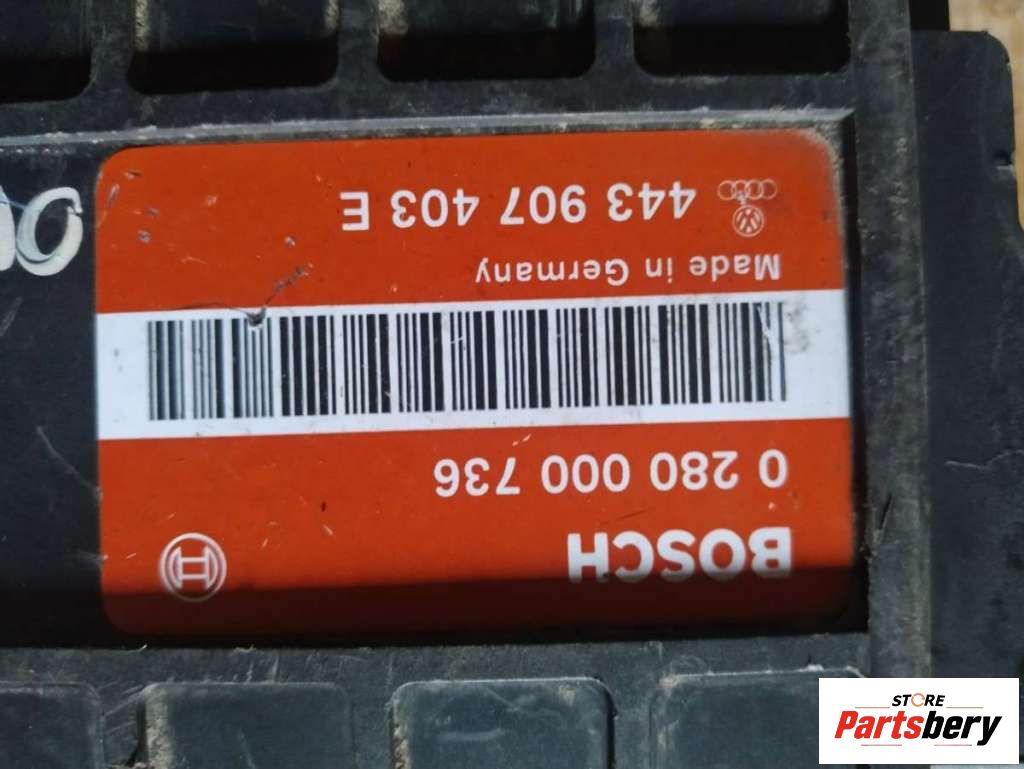 BOSCH
0 280 000 736
Made in Germany
443 907 403 E
STORE
Partsbery